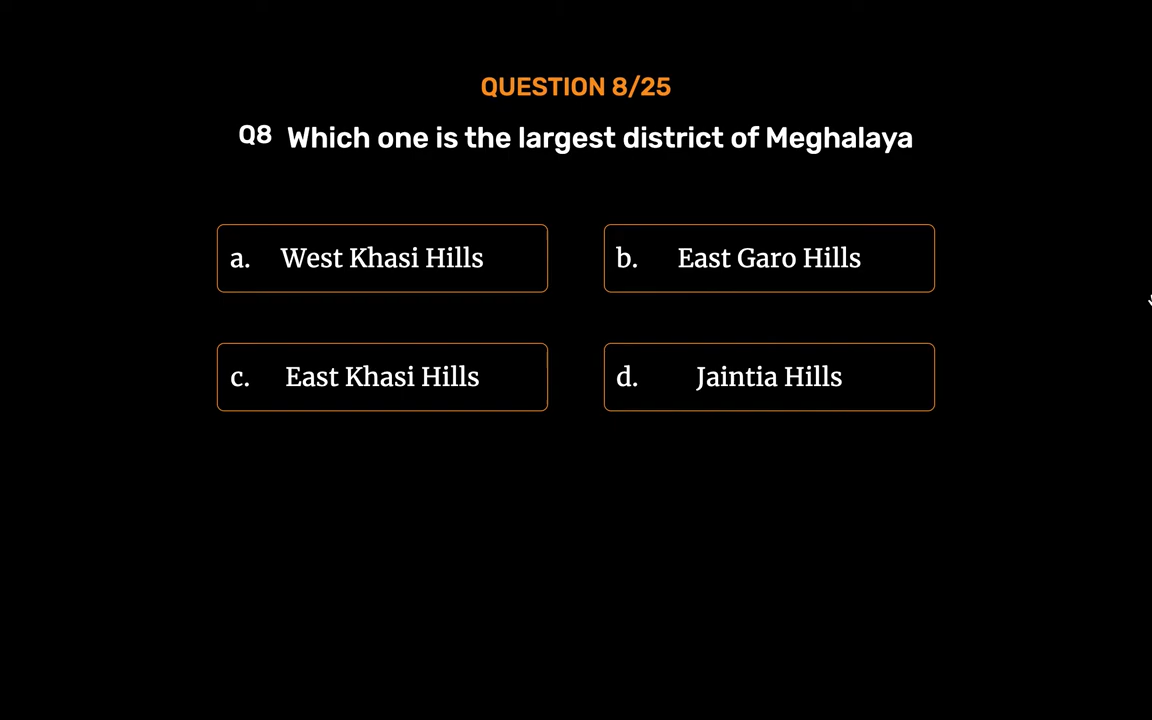 QUESTION 8/25
Q8 Which one is the largest district of Meghalaya
a. West Khasi Hills
b. East Garo Hills
c. East Khasi Hills
d. Jaintia Hills